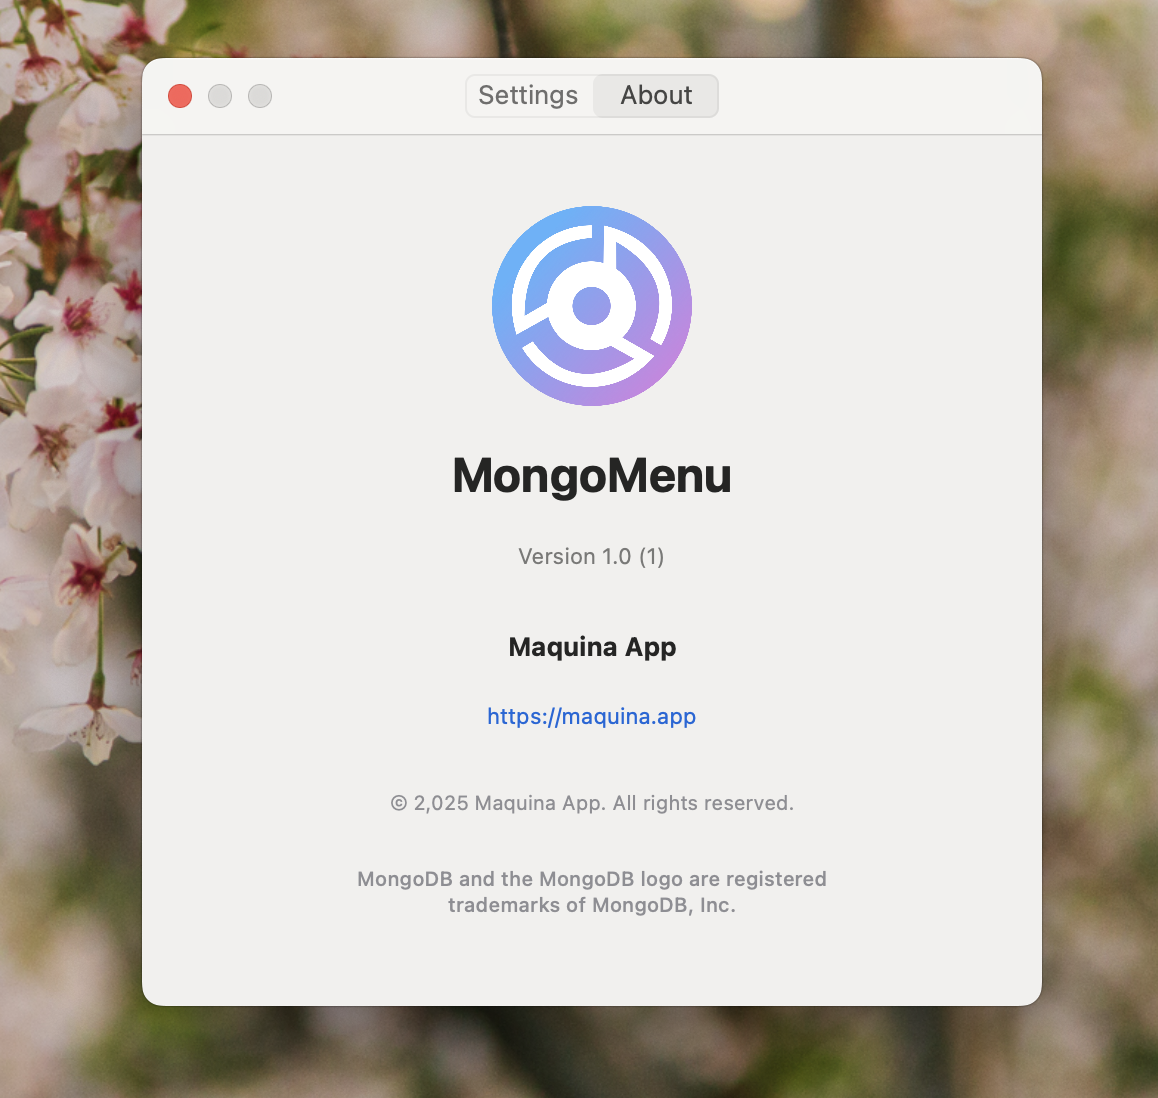 Settings
About
MongoMenu
Version 1.0 (1)
Maquina App
https://maquina.app
© 2,025 Maquina App. All rights reserved.
MongoDB and the MongoDB logo are registered
trademarks of MongoDB, Inc.